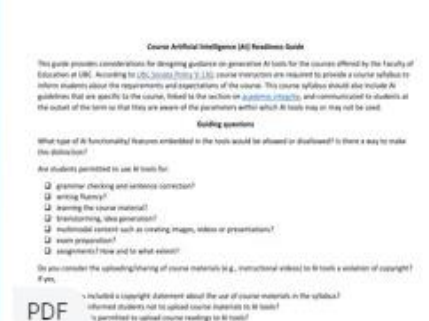 Course Artificial Intelligence (AI) Readiness Guide
This guide provides considerations for designing guidance on generative AI tools for the courses offered by the Faculty of
Education at UBC. According to UBC Senate Policy V-130, course instructors are required to provide a course syllabus to
inform students about the requirements and expectations of the course. This course syllabus should also include AI
guidelines that are specific to the course, linked to the section on academic integrity, and communicated to students at
the outset of the term so that they are aware of the parameters within which AI tools may or may not be used.
Guiding questions
What type of AI functionality/ features embedded in the tools would be allowed or disallowed? Is there a way to make
this distinction?
Are students permitted to use AI tools for:
grammar checking and sentence correction?
writing fluency?
learning the course material?
brainstorming, idea generation?
multimodal content such as creating images, videos or presentations?
exam preparation?
assignments? How and to what extent?
Do you consider the uploading/sharing of course materials (e.g., instructional videos) to AI tools a violation of copyright?
If yes,
included a copyright statement about the use of course materials in the syllabus?
informed students not to upload course materials to AI tools?
permitted to upload course readings to AI tools?
PDF